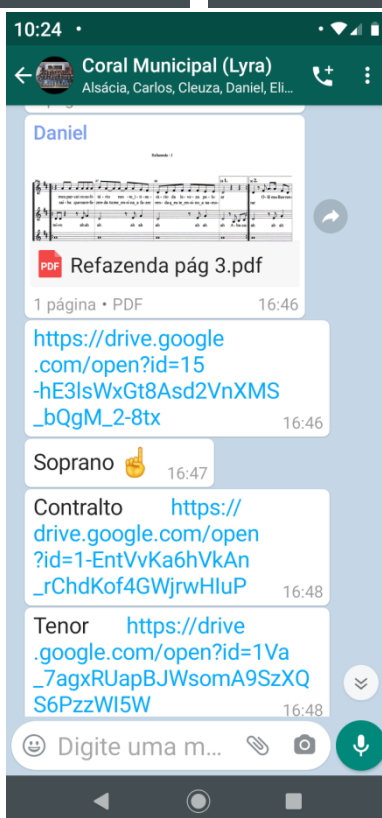 10:24
Coral Municipal (Lyra)
Alsácia, Carlos, Cleuza, Daniel, Eli...
Daniel
Refazenda - 3
PDF Refazenda pág 3.pdf
1 página • PDF 16:46
https://drive.google
.com/open?id=15
-hE3lsWxGt8Asd2VnXMS
_bQgM_2-8tx
16:46
Soprano ☝ 16:47
Contralto https://
drive.google.com/open
?id=1-EntVvKa6hVkAn
_rChdKof4GWjrwHIuP
16:48
Tenor https://drive
.google.com/open?id=1Va
_7agxRUapBJWsomA9SzXQ
S6PzzWI5W
16:48
Digite uma m...